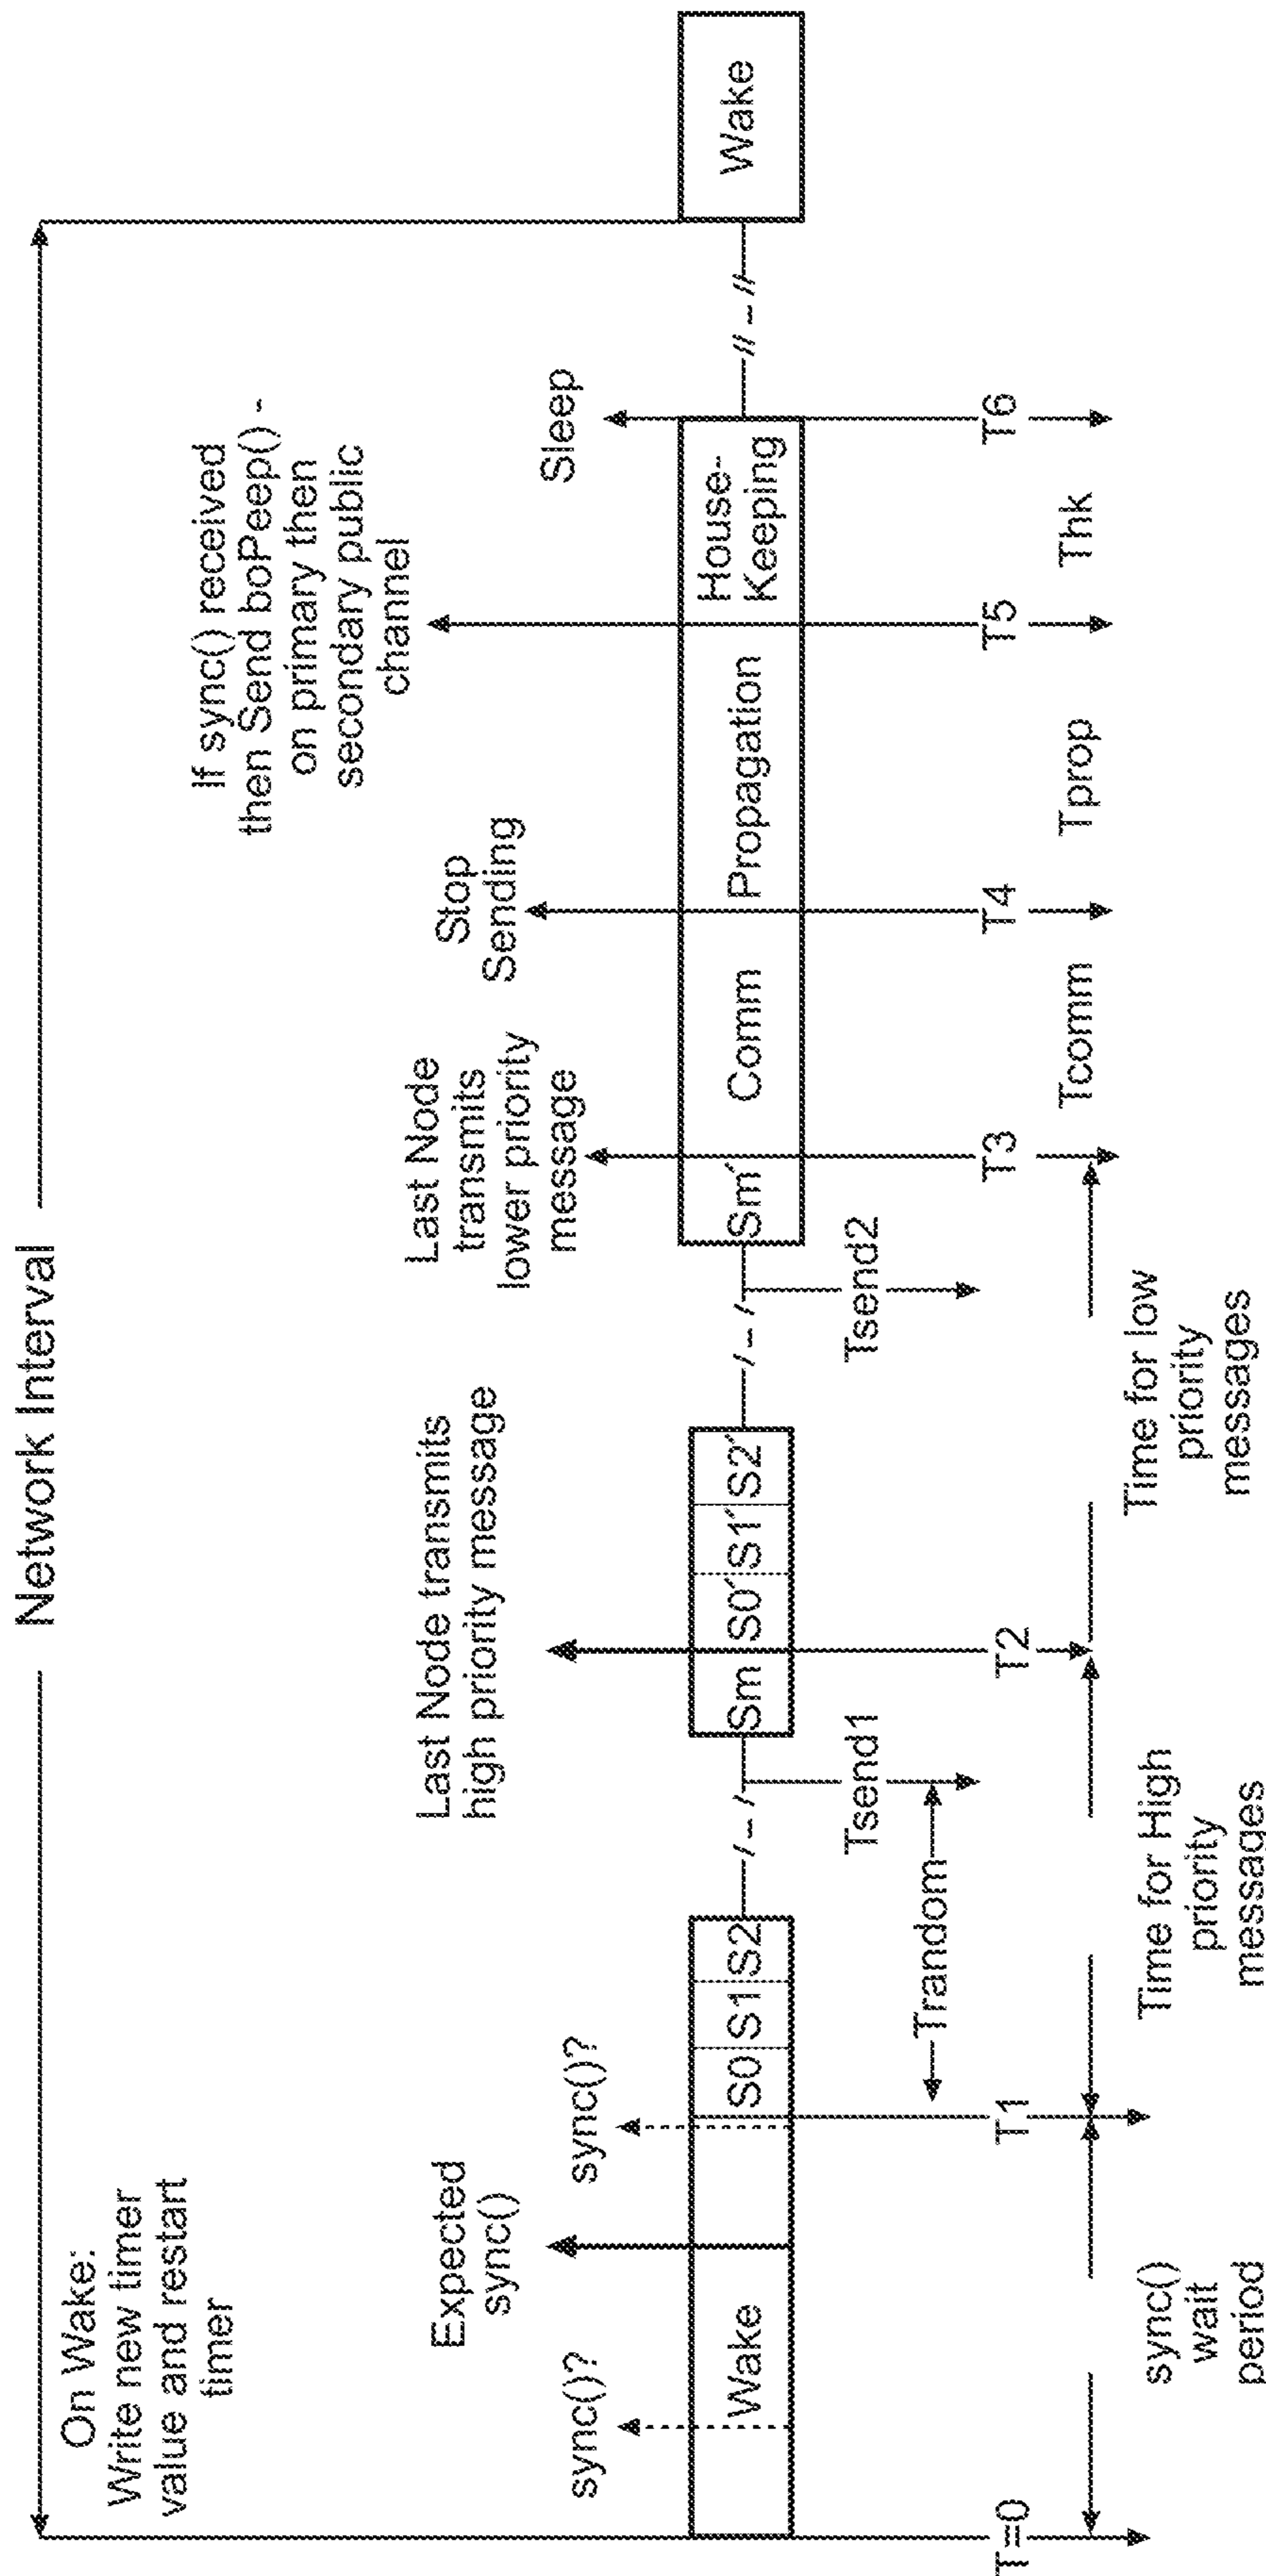 Network Interval
On Wake:
Write new timer
value and restart
timer
If sync() received
then Send boPeep() -
on primary then
secondary public
channel
sync()?
Expected
sync()
sync()?
Last Node transmits
high priority message
Last Node
transmits
lower priority
message
Stop
Sending
Sleep
Wake
S0
S1
S2
Sm
S0´
S1´
S2´
Sm´
Comm
Propagation
House-
Keeping
Wake
Tsend1
Tsend2
Trandom
T=0
T1
T2
T3
T4
T5
T6
Tcomm
Tprop
Thk
sync()
wait
period
Time for High
priority
messages
Time for low
priority
messages